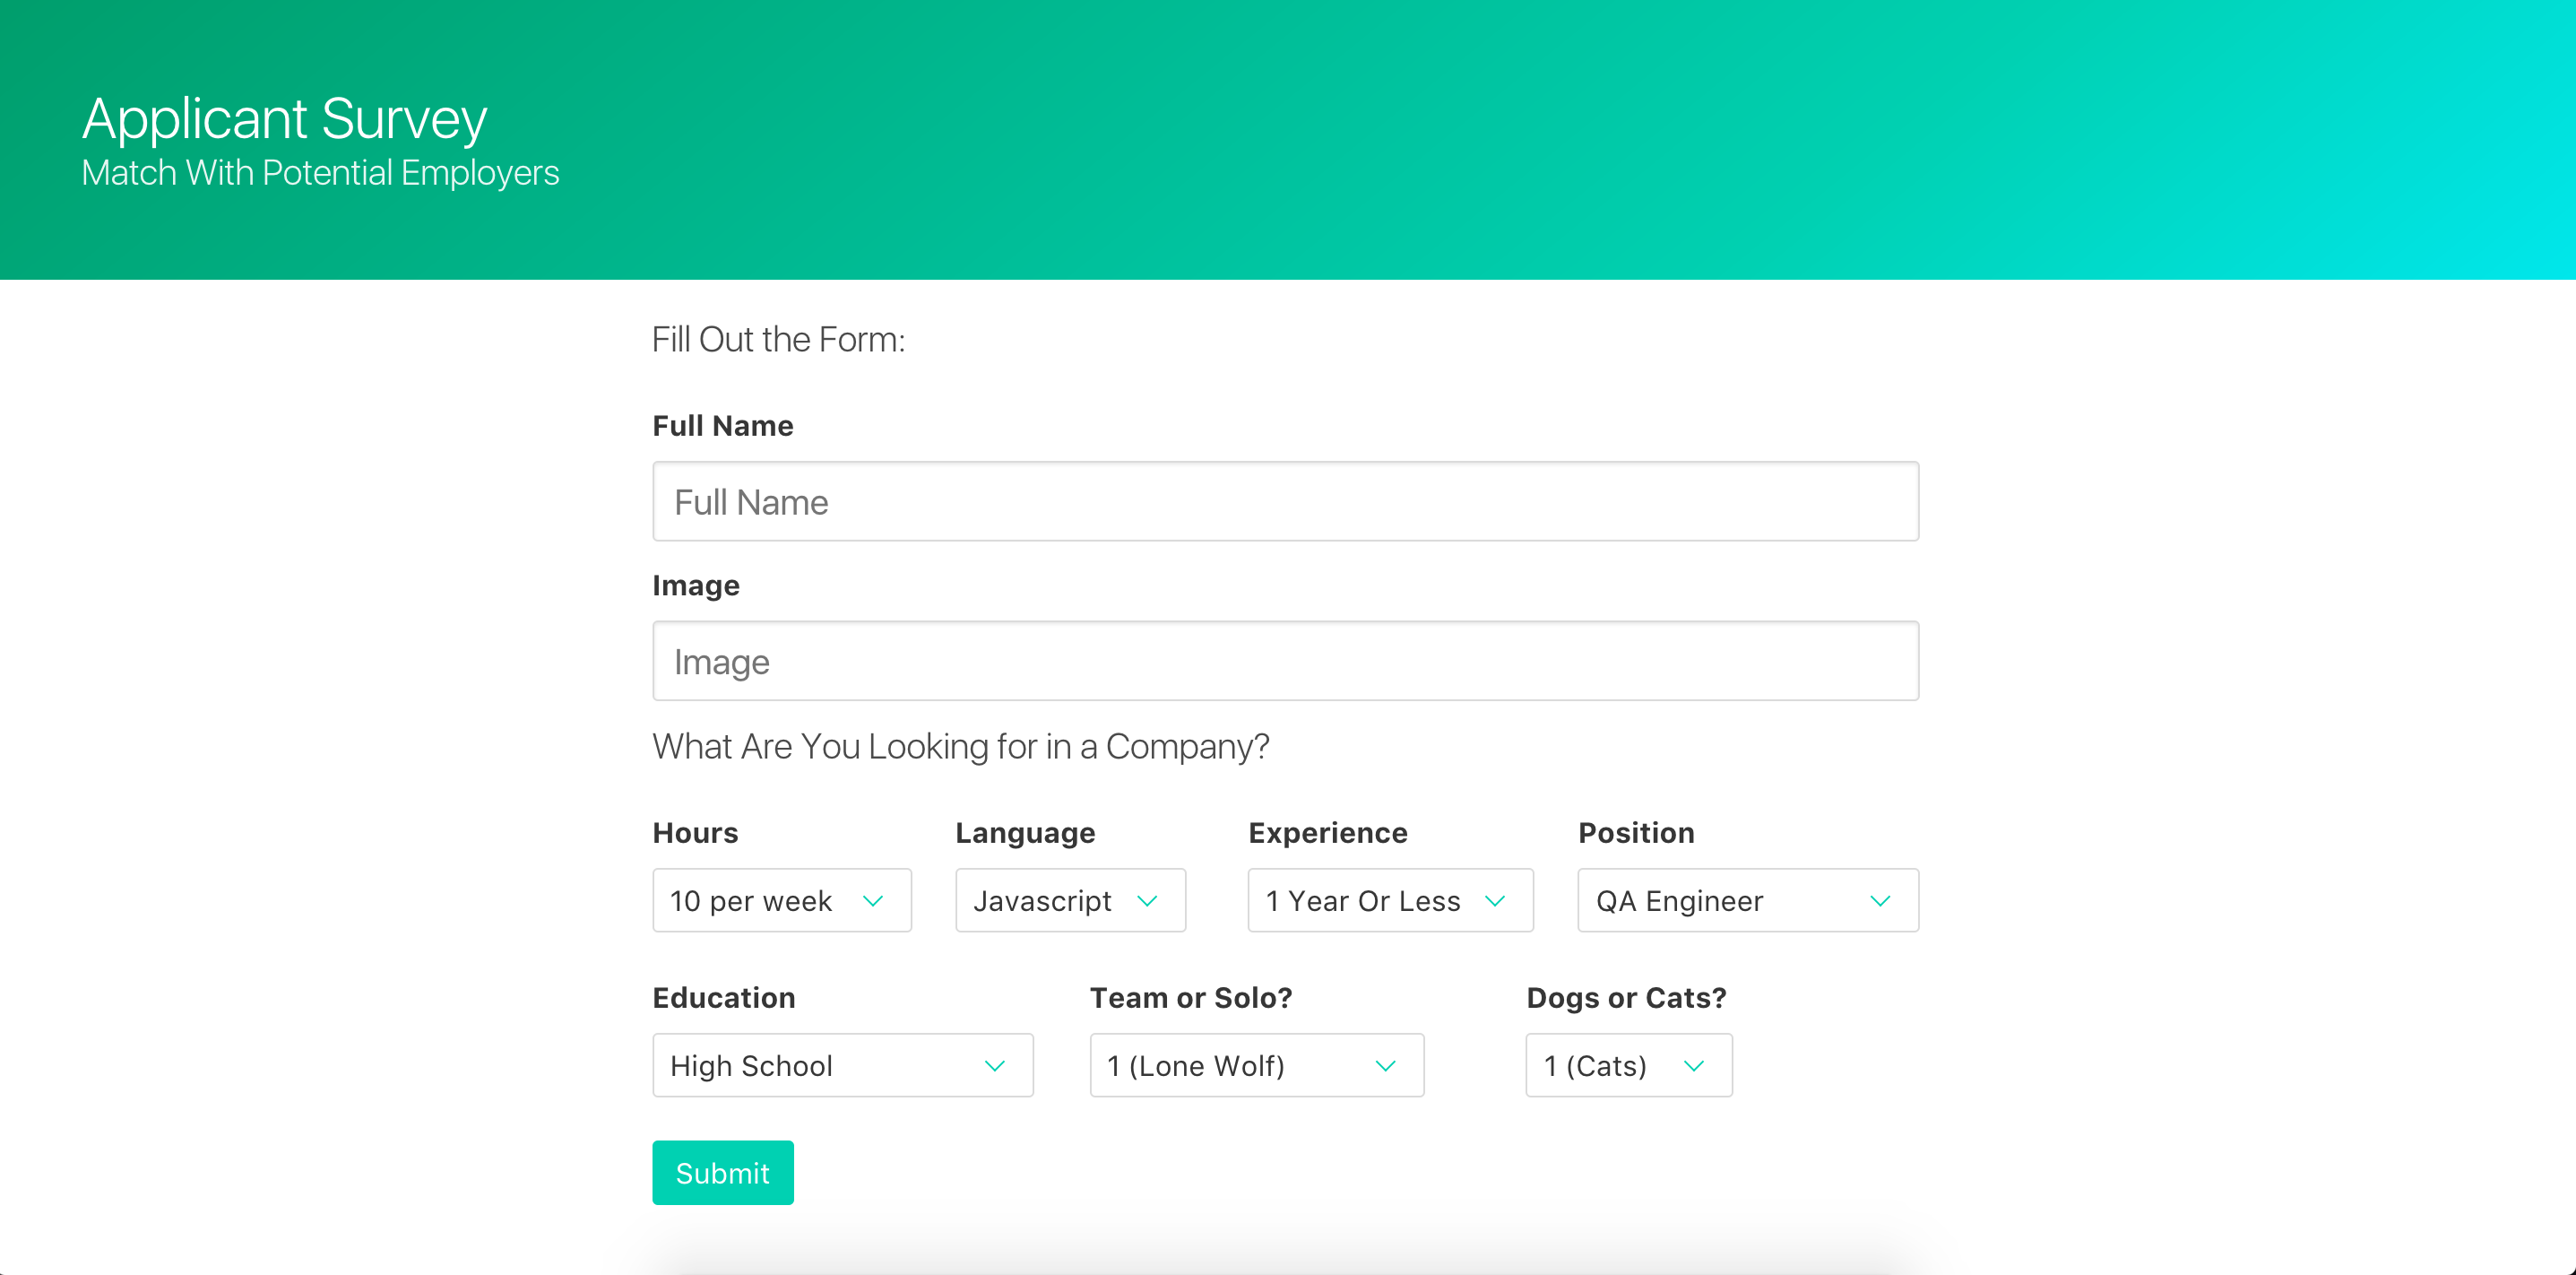 Applicant Survey
Match With Potential Employers
Fill Out the Form:
Full Name
Full Name
Image
Image
What Are You Looking for in a Company?
Hours Language Experience Position
10 per week Javascript 1 Year Or Less QA Engineer
Education Team or Solo? Dogs or Cats?
High School 1 (Lone Wolf) 1 (Cats)
Submit